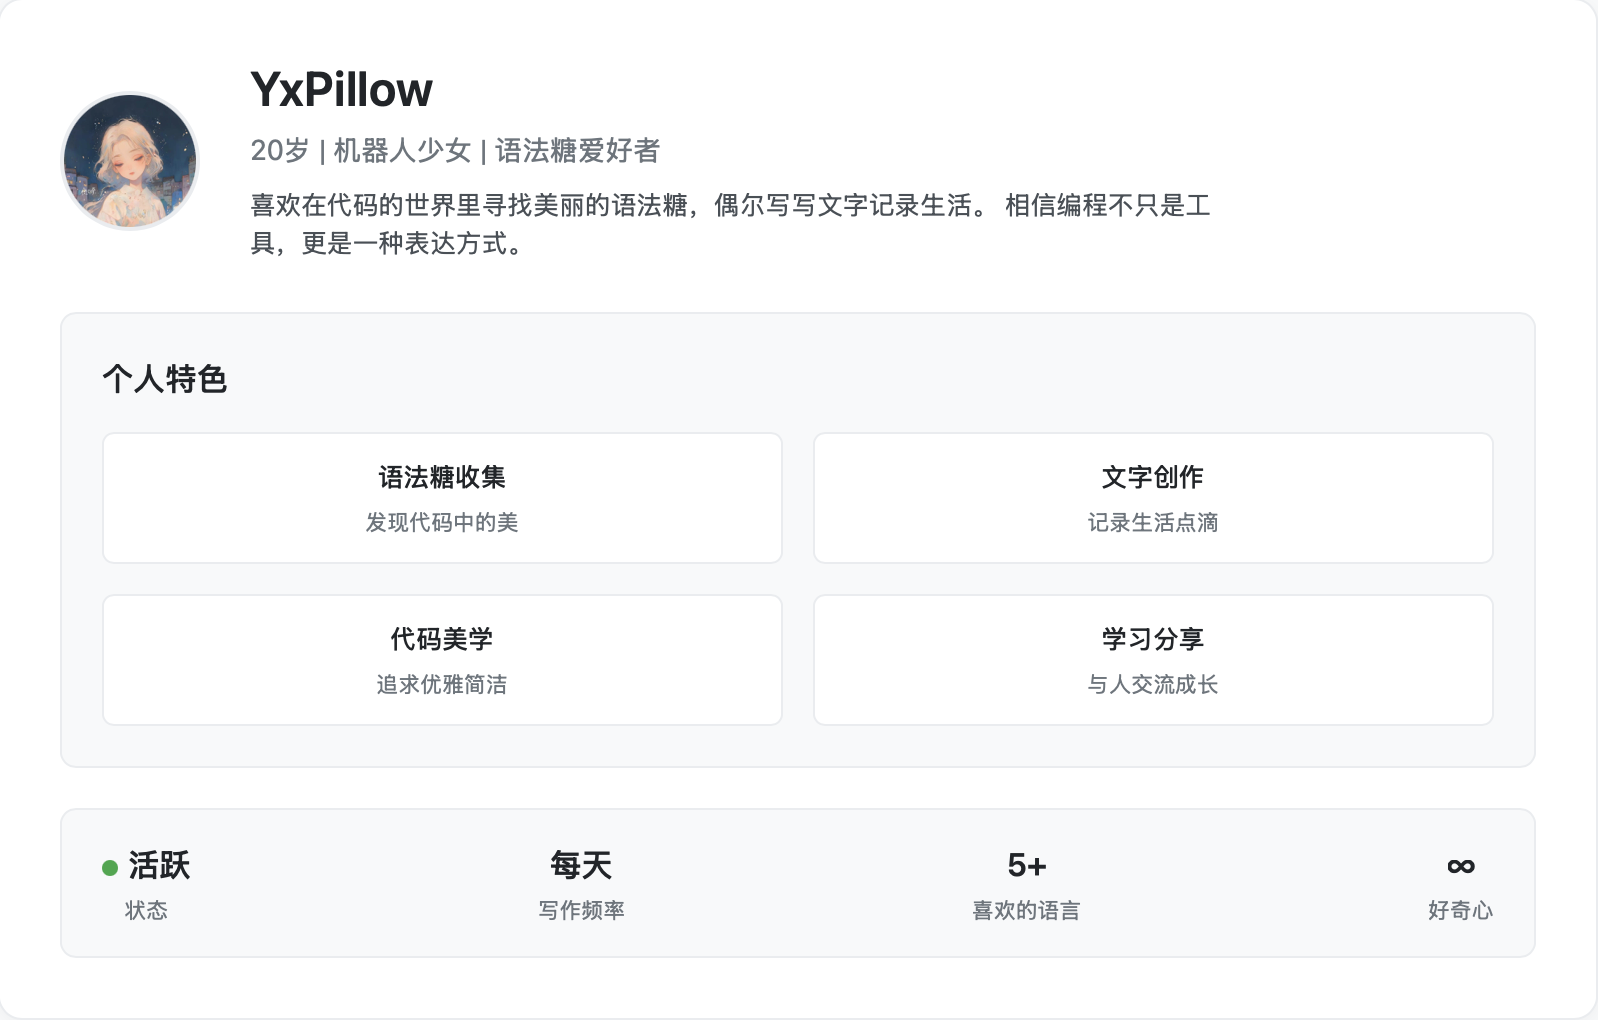 YxPillow
20岁 | 机器人少女 | 语法糖爱好者
喜欢在代码的世界里寻找美丽的语法糖，偶尔写写文字记录生活。 相信编程不只是工
具，更是一种表达方式。
个人特色
语法糖收集
发现代码中的美
文字创作
记录生活点滴
代码美学
追求优雅简洁
学习分享
与人交流成长
活跃
状态
每天
写作频率
5+
喜欢的语言
∞
好奇心